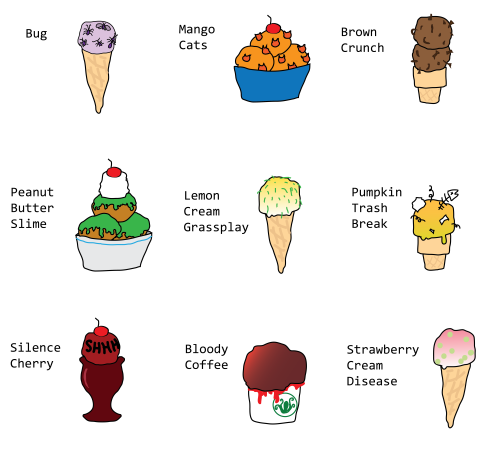 Bug
Mango
Cats
Brown
Crunch
Peanut
Butter
Slime
Lemon
Cream
Grassplay
Pumpkin
Trash
Break
Silence
Cherry
SHHH
Bloody
Coffee
Strawberry
Cream
Disease